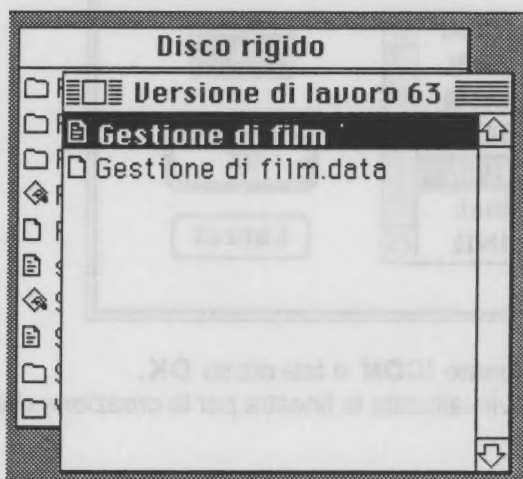 Disco rigido
Versione di lavoro 63
Gestione di film
Gestione di film.data